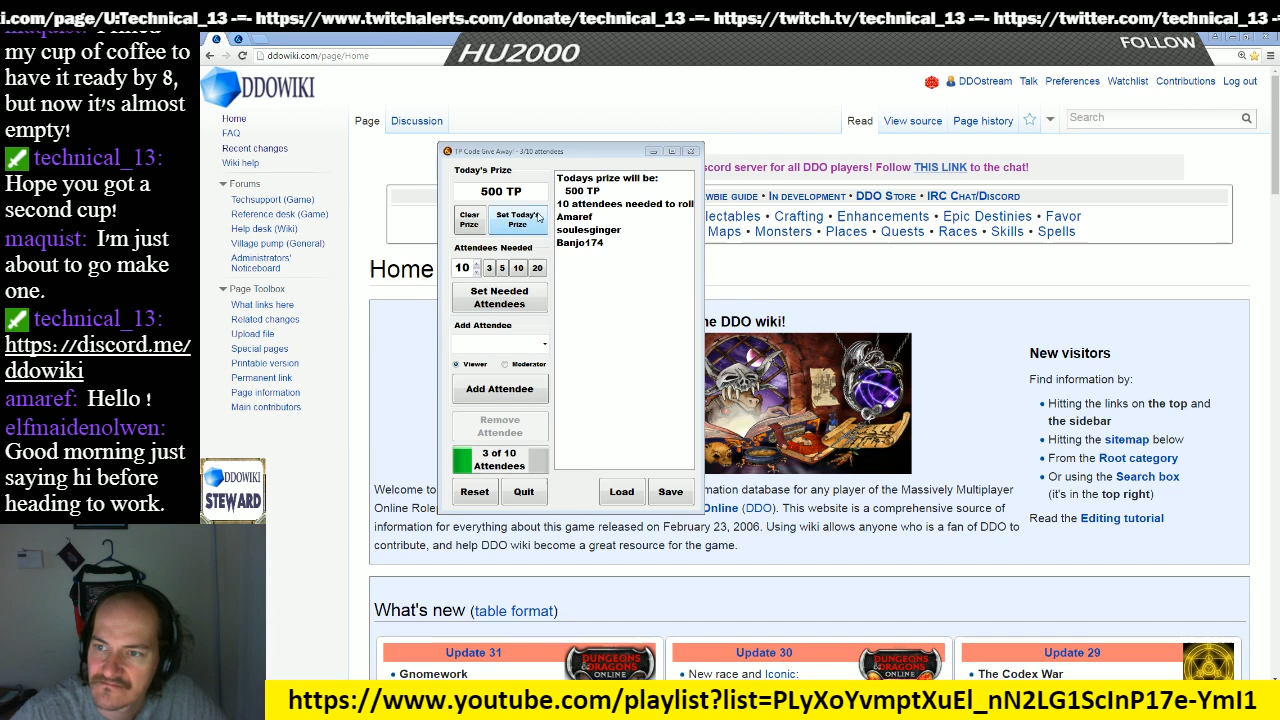 com/page/U:Technical_13 -=- https://www.twitchalerts.com/donate/technical_13 -=- https://twitch.tv/technical_13 -=- https://twitter.com/technical_13 -=-
my cup of coffee to
have it ready by 8,
but now it's almost
empty!
technical_13:
Hope you got a
second cup!
maquist: I'm just
about to go make
one.
technical_13:
https://discord.me/
ddowiki
amaref: Hello !
elfmaidenolwen:
Good morning just
saying hi before
heading to work.
HU2000
FOLLOW
ddowiki.com/page/Home
DDOWIKI
DDOstream Talk Preferences Watchlist Contributions Log out
Home
FAQ
Recent changes
Wiki help
Forums
Techsupport (Game)
Reference desk (Game)
Help desk (Wiki)
Village pump (General)
Administrators'
Noticeboard
Page Toolbox
What links here
Related changes
Upload file
Special pages
Printable version
Permanent link
Page information
Main contributors
DDOWIKI
STEWARD
Page Discussion
Read View source Page history
Search
TP Code Give Away! - 3/10 attendees
Today's Prize
500 TP
Clear
Prize
Set Today's
Prize
Attendees Needed
10 3 5 10 20
Set Needed
Attendees
Add Attendee
Viewer Moderator
Add Attendee
Remove
Attendee
3 of 10
Attendees
Reset Quit Load Save
Todays prize will be:
500 TP
10 attendees needed to roll
Amaref
soulesginger
Banjo174
scord server for all DDO players! Follow THIS LINK to the chat!
wbie guide • In development • DDO Store • IRC Chat/Discord
lectables • Crafting • Enhancements • Epic Destinies • Favor
Maps • Monsters • Places • Quests • Races • Skills • Spells
Home
he DDO wiki!
New visitors
Find information by:
• Hitting the links on the top and
the sidebar
• Hitting the sitemap below
• From the Root category
• Or using the Search box
(it's in the top right)
Read the Editing tutorial
Welcome to
mation database for any player of the Massively Multiplayer
Online Role
Online (DDO). This website is a comprehensive source of
information for everything about this game released on February 23, 2006. Using wiki allows anyone who is a fan of DDO to
contribute, and help DDO wiki become a great resource for the game.
What's new (table format)
Update 31
• Gnomework
DUNGEONS
DRAGONS
ONLINE
Update 30
• New race and Iconic:
DUNGEONS
DRAGONS
ONLINE
Update 29
• The Codex War
https://www.youtube.com/playlist?list=PLyXoYvmptXuEl_nN2LG1ScInP17e-YmI1